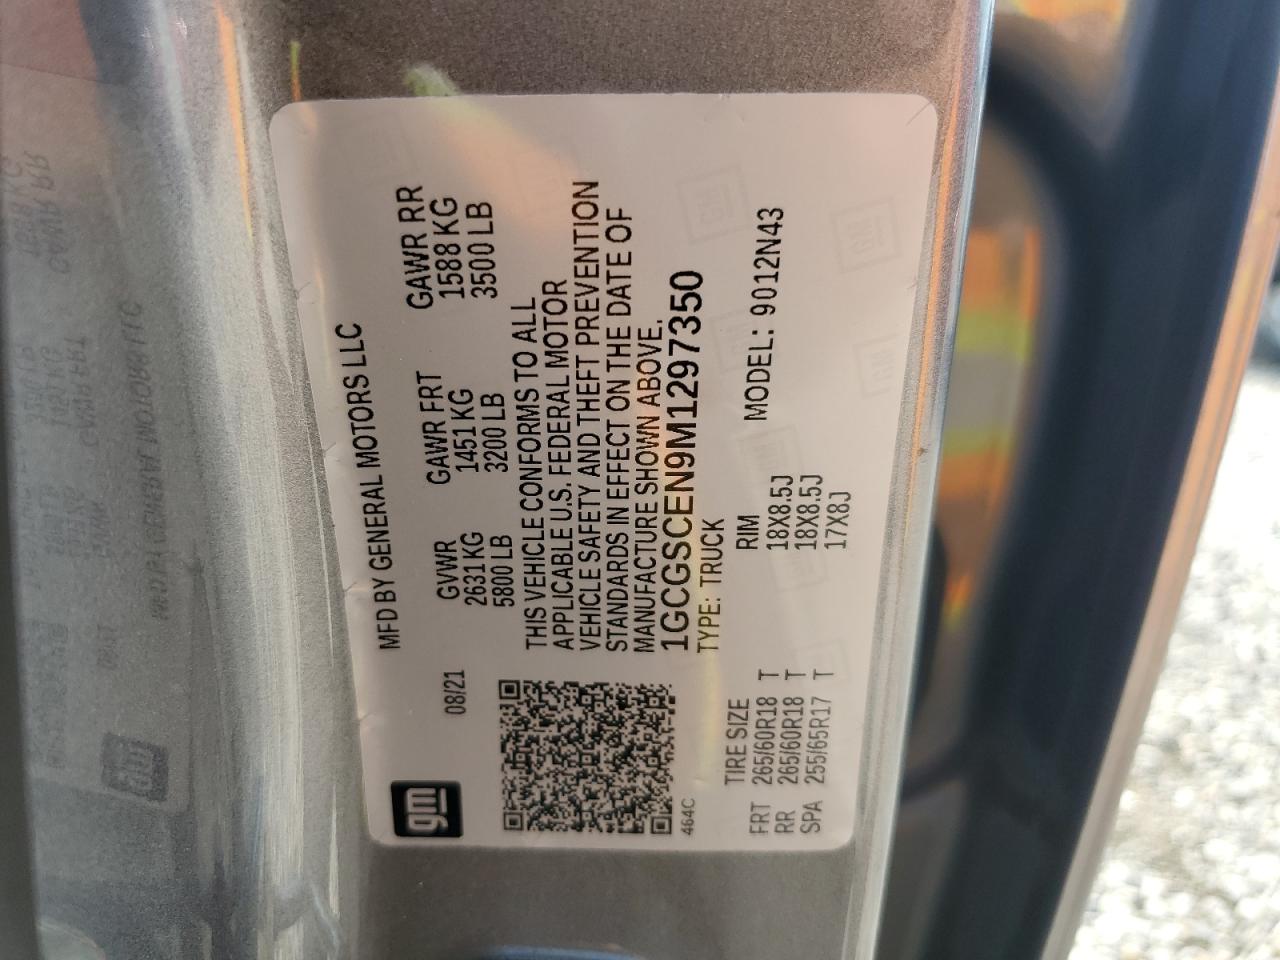 gm
MFD BY GENERAL MOTORS LLC
08/21
GVWR GAWR FRT GAWR RR
2631 KG 1451 KG 1588 KG
5800 LB 3200 LB 3500 LB
THIS VEHICLE CONFORMS TO ALL
APPLICABLE U.S. FEDERAL MOTOR
VEHICLE SAFETY AND THEFT PREVENTION
STANDARDS IN EFFECT ON THE DATE OF
MANUFACTURE SHOWN ABOVE.
1GCGSCEN9M1297350
464C
TYPE: TRUCK
TIRE SIZE RIM MODEL: 9012N43
FRT 265/60R18 T 18X8.5J
RR 265/60R18 T 18X8.5J
SPA 255/65R17 T 17X8J